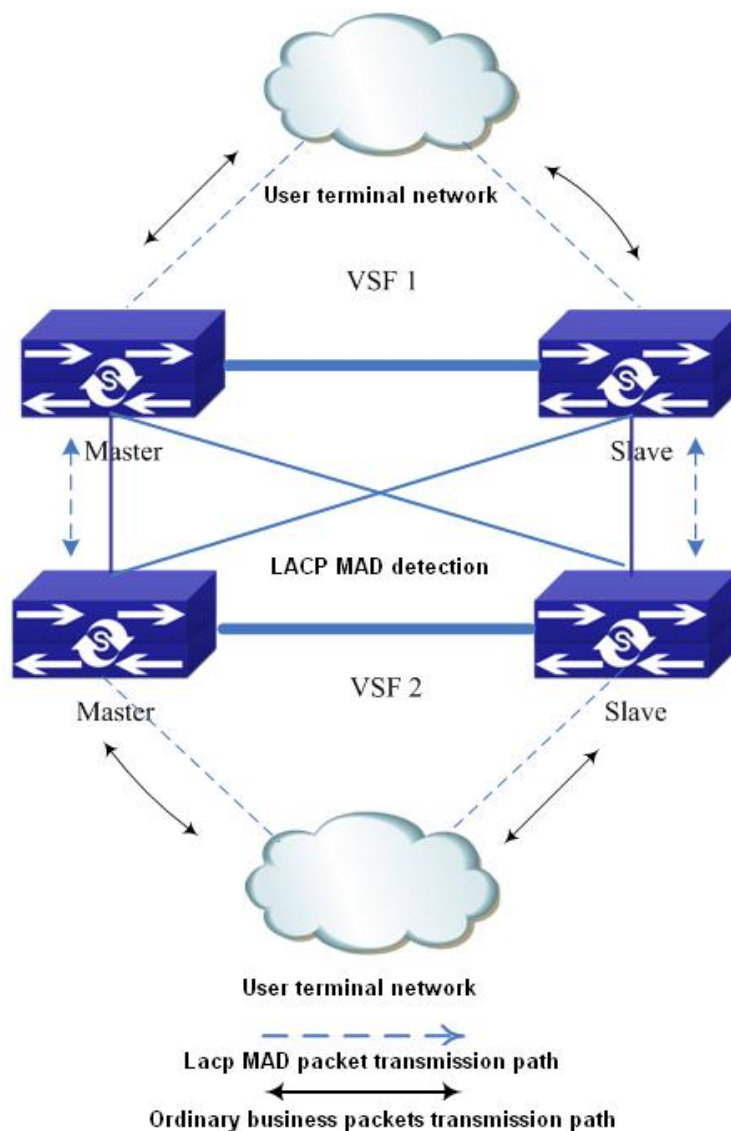 User terminal network
VSF 1
S
S
Master
Slave
LACP MAD detection
S
S
VSF 2
Master
Slave
User terminal network
Lacp MAD packet transmission path
Ordinary business packets transmission path